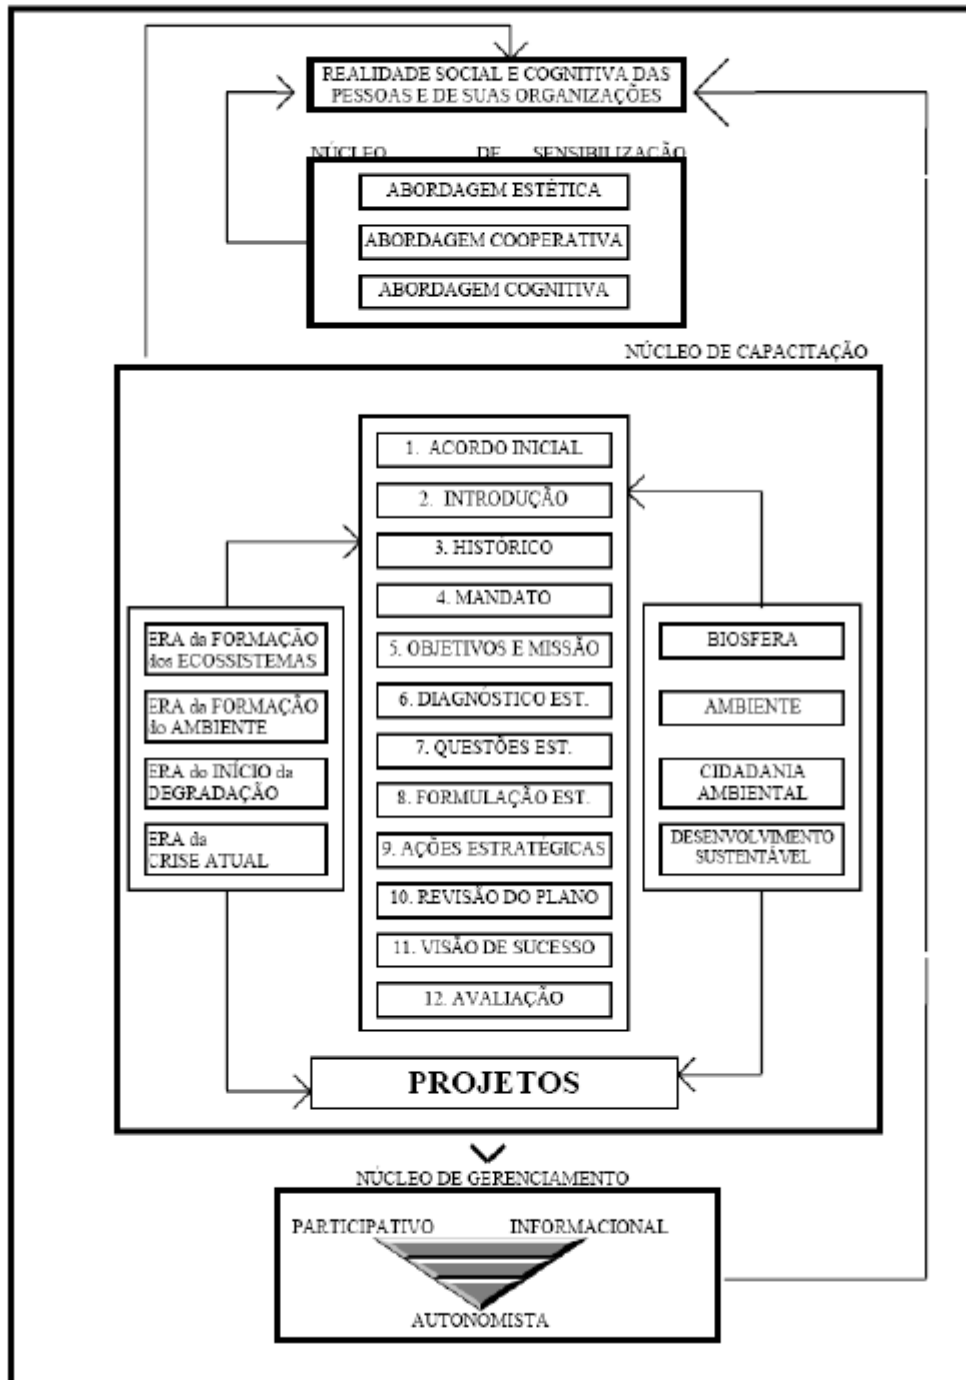 REALIDADE SOCIAL E COGNITIVA DAS
PESSOAS E DE SUAS ORGANIZAÇÕES
NÚCLEO DE SENSIBILIZAÇÃO
ABORDAGEM ESTÉTICA
ABORDAGEM COOPERATIVA
ABORDAGEM COGNITIVA
NÚCLEO DE CAPACITAÇÃO
1. ACORDO INICIAL
2. INTRODUÇÃO
3. HISTÓRICO
4. MANDATO
5. OBJETIVOS E MISSÃO
6. DIAGNÓSTICO EST.
7. QUESTÕES EST.
8. FORMULAÇÃO EST.
9. AÇÕES ESTRATÉGICAS
10. REVISÃO DO PLANO
11. VISÃO DE SUCESSO
12. AVALIAÇÃO
ERA da FORMAÇÃO
dos ECOSSISTEMAS
ERA da FORMAÇÃO
do AMBIENTE
ERA do INÍCIO da
DEGRADAÇÃO
ERA da
CRISE ATUAL
BIOSFERA
AMBIENTE
CIDADANIA
AMBIENTAL
DESENVOLVIMENTO
SUSTENTÁVEL
PROJETOS
NÚCLEO DE GERENCIAMENTO
PARTICIPATIVO INFORMACIONAL
AUTONOMISTA